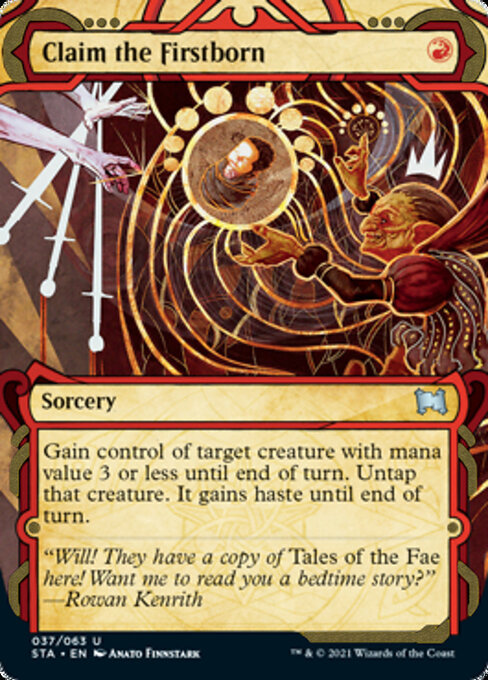 Claim the Firstborn
Sorcery
Gain control of target creature with mana
value 3 or less until end of turn. Untap
that creature. It gains haste until end of
turn.
“Will! They have a copy of Tales of the Fae
here! Want me to read you a bedtime story?”
—Rowan Kenrith
037/063 U
STA • EN Anato Finnstark
™ & © 2021 Wizards of the Coast